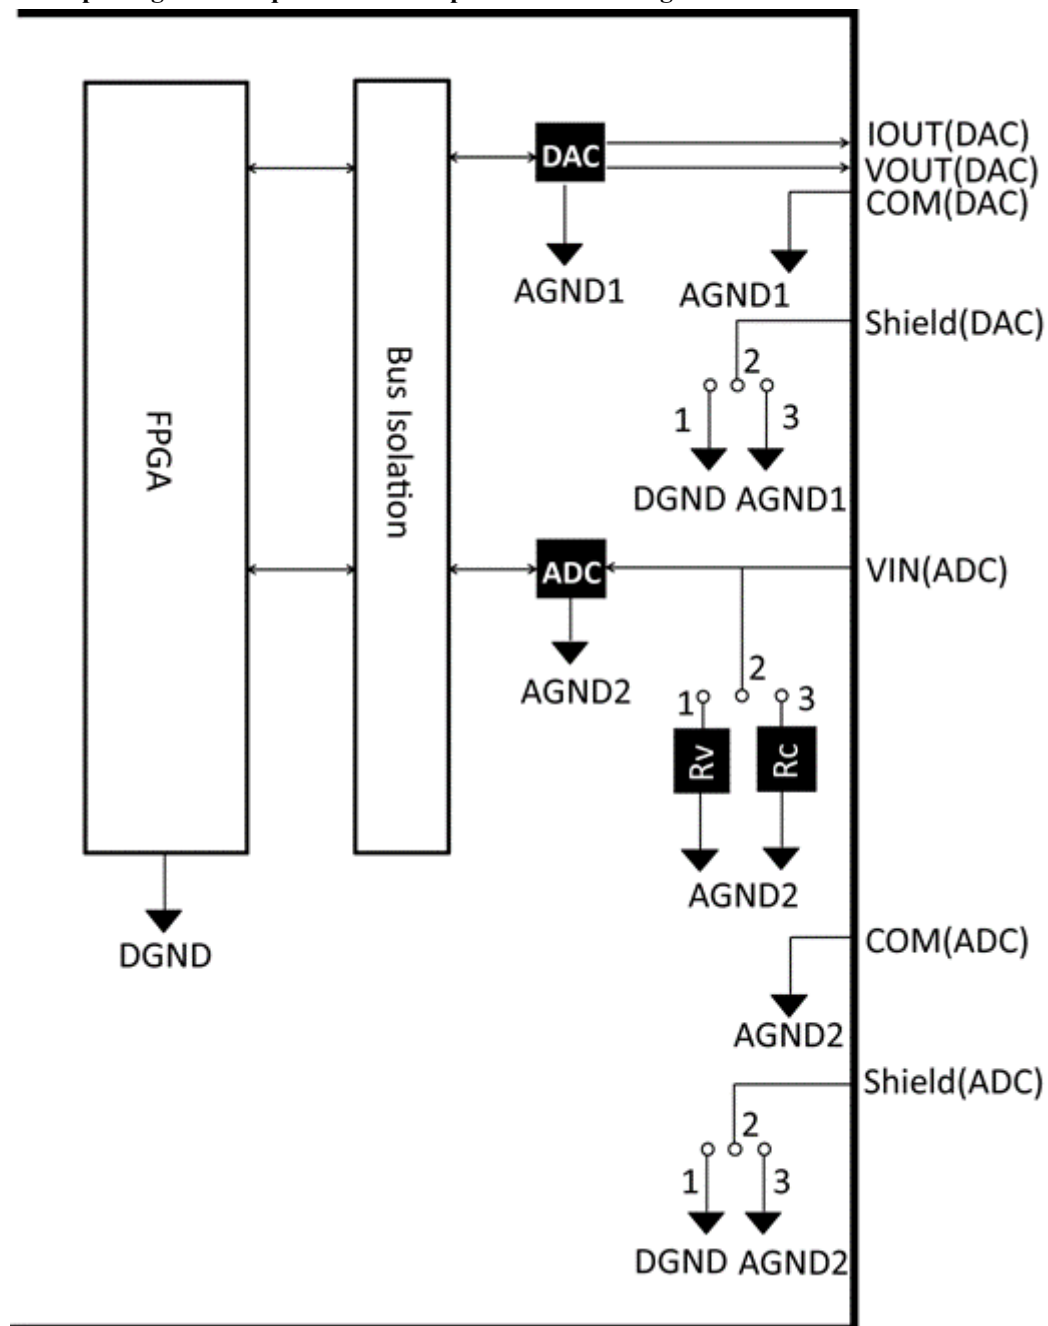 IOUT(DAC)
DAC
VOUT(DAC)
COM(DAC)
AGND1
AGND1
Shield(DAC)
2
1
3
DGND AGND1
Bus Isolation
FPGA
ADC
VIN(ADC)
AGND2
2
1
3
Rv
Rc
AGND2
DGND
COM(ADC)
AGND2
Shield(ADC)
2
1
3
DGND AGND2